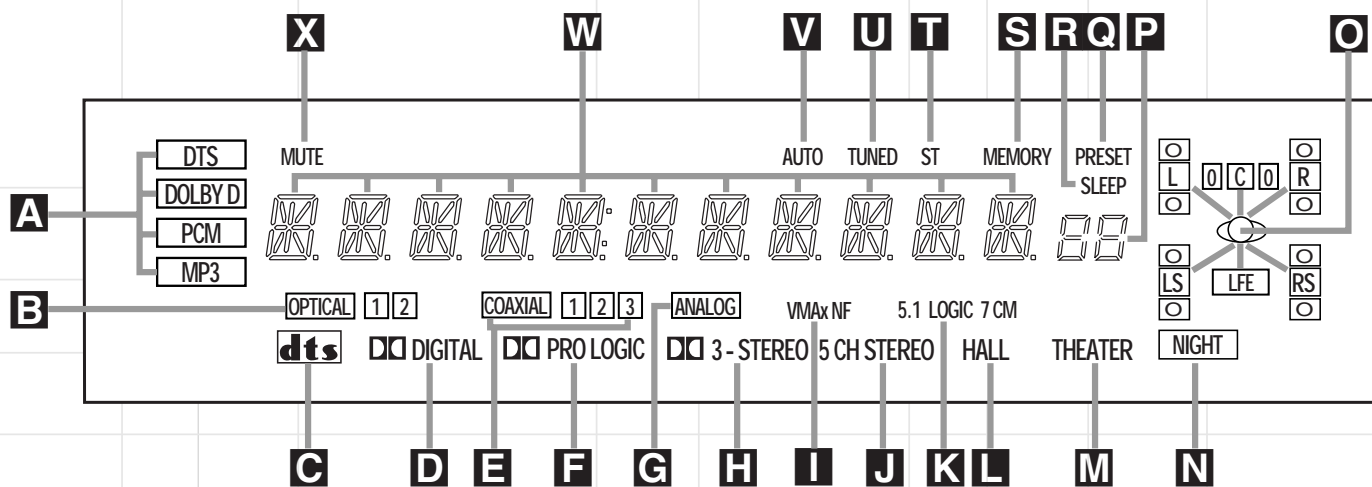 X W V U T S R Q P O
DTS MUTE AUTO TUNED ST MEMORY PRESET
L 0 C 0 R
DOLBY D SLEEP
A
PCM
MP3 LS LFE RS
B OPTICAL 1 2 COAXIAL 1 2 3 ANALOG VMAx NF 5.1 LOGIC 7 CM
dts DIGITAL PRO LOGIC 3 - STEREO 5 CH STEREO HALL THEATER NIGHT
C D E F G H I J K L M N